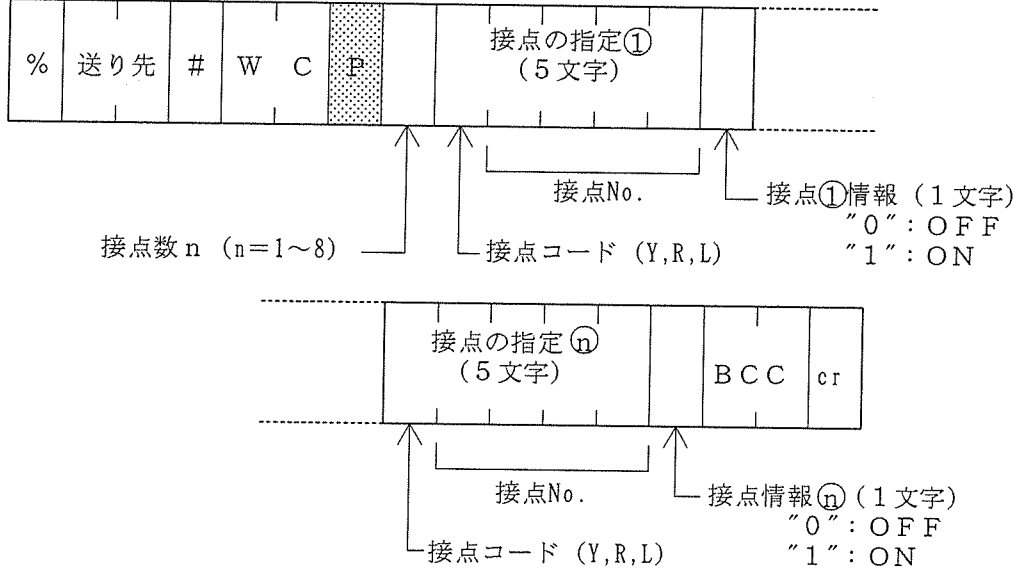 ％ 送り先 ＃ Ｗ Ｃ Ｐ 接点の指定①
（５文字）
接点No.
接点①情報（１文字）
"０"：ＯＦＦ
"１"：ＯＮ
接点数ｎ（n＝1～8）
接点コード（Y,R,L）
接点の指定ⓝ
（５文字）
ＢＣＣ cr
接点No.
接点情報ⓝ（１文字）
"０"：ＯＦＦ
"１"：ＯＮ
接点コード（Y,R,L）